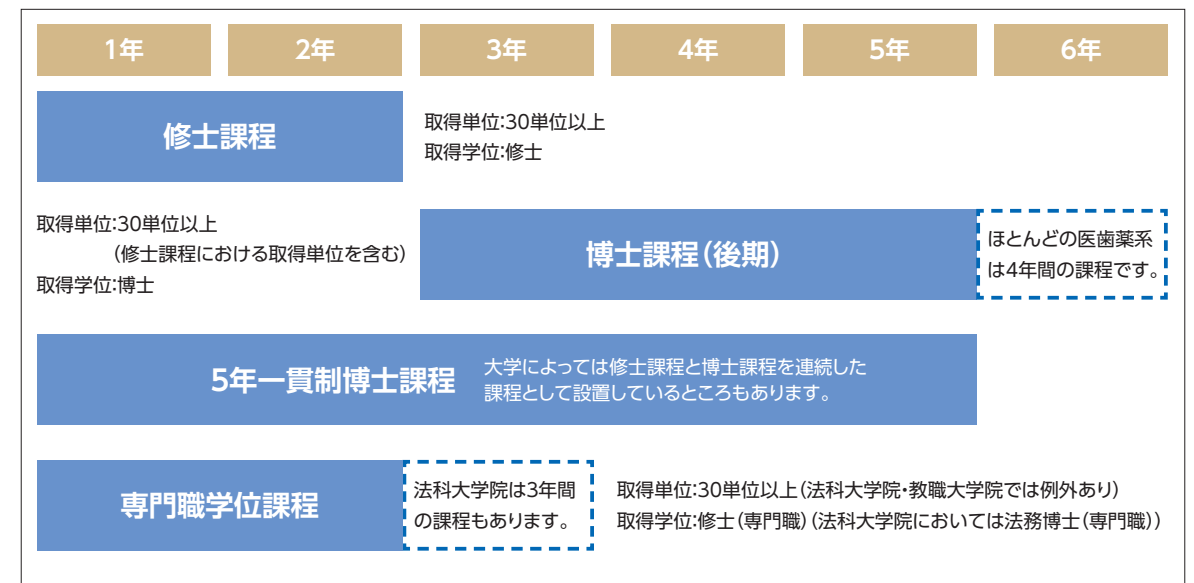 1年 2年 3年 4年 5年 6年
修士課程
取得単位:30単位以上
取得学位:修士
取得単位:30単位以上
(修士課程における取得単位を含む)
取得学位:博士
博士課程(後期)
ほとんどの医歯薬系
は4年間の課程です。
5年一貫制博士課程
大学によっては修士課程と博士課程を連続した
課程として設置しているところもあります。
専門職学位課程
法科大学院は3年間
の課程もあります。
取得単位:30単位以上(法科大学院・教職大学院では例外あり)
取得学位:修士(専門職)(法科大学院においては法務博士(専門職))